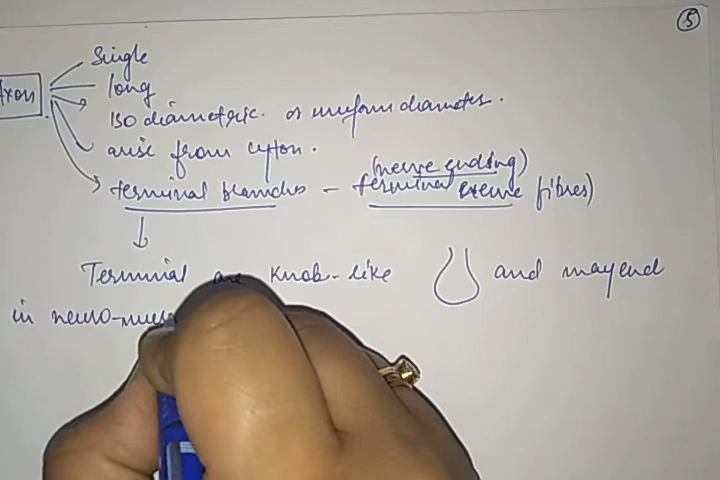 5
Single
Axon
long
ISO diametric. or uniform diameter.
arise from cyton.
(nerve ending)
terminal branches - terminal nerve fibres)
Terminal are knob-like and may end
in neuro-mus